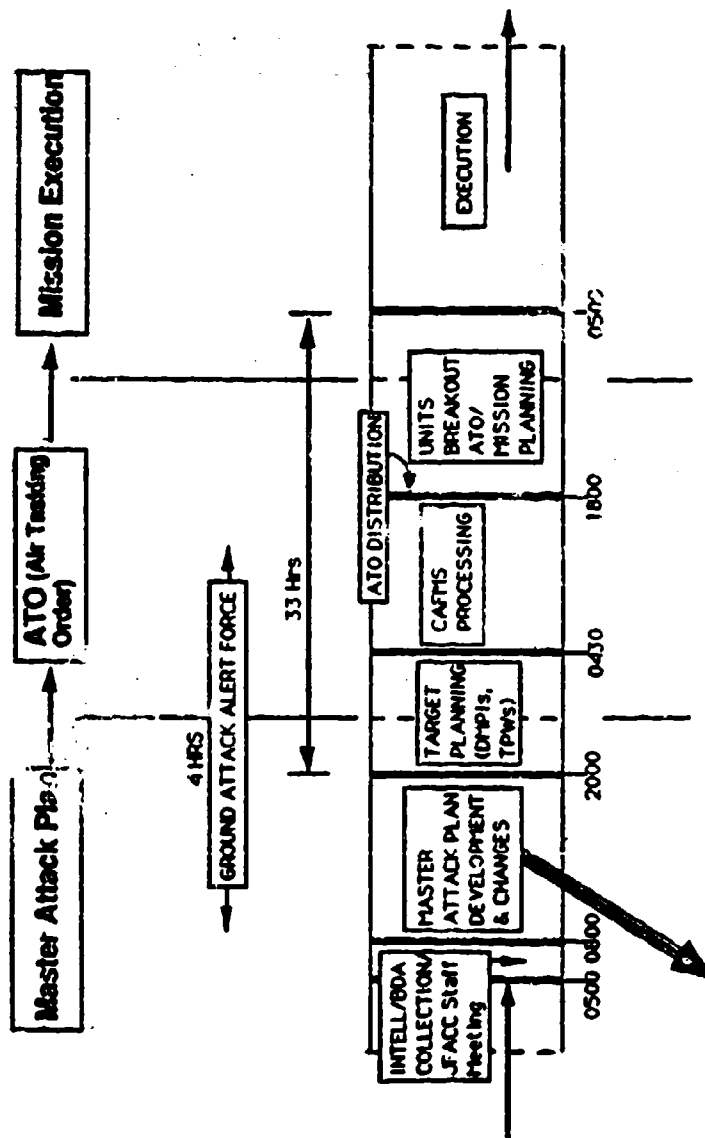 Master Attack Plan
ATO (Air Tasking
Order)
Mission Execution
4 HRS
GROUND ATTACK ALERT FORCE
33 Hrs
INTELL/BDA
COLLECTION/
JFACC Staff
Meeting
MASTER
ATTACK PLAN
DEVELOPMENT
& CHANGES
TARGET
PLANNING
(DMPIs,
TPWs)
CAFMS
PROCESSING
ATO DISTRIBUTION
UNITS
BREAKOUT
ATO/
MISSION
PLANNING
EXECUTION
0500 0800 2000 0430 1800 0500